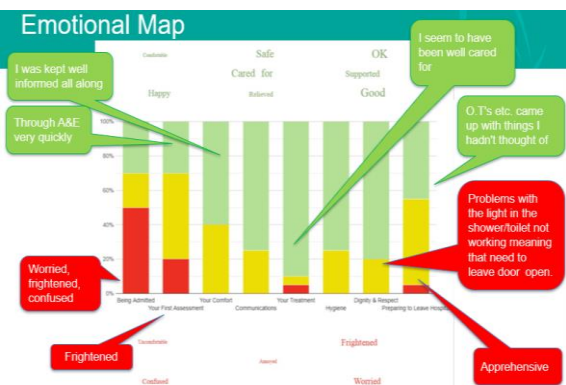 Emotional Map
Comfortable
Safe
OK
Cared for
Supported
Happy
Relieved
Good
I was kept well
informed all along
Through A&E
very quickly
I seem to have
been well cared
for
O.T's etc. came
up with things I
hadn't thought of
Problems with
the light in the
shower/toilet not
working meaning
that need to
leave door open.
Worried,
frightened,
confused
100%
80%
60%
40%
20%
0%
Being Admitted
Your First Assessment
Your Comfort
Communications
Your Treatment
Hygiene
Dignity & Respect
Preparing to Leave Hospita
Frightened
Apprehensive
Uncomfortable
Frightened
Annoyed
Confused
Worried